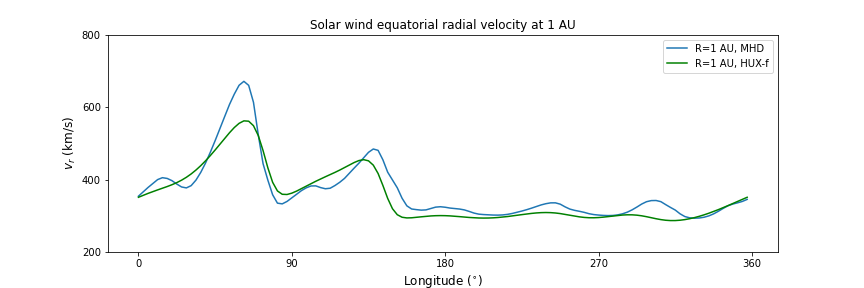 Solar wind equatorial radial velocity at 1 AU
800
600
400
200
v_r (km/s)
R=1 AU, MHD
R=1 AU, HUX-f
0 90 180 270 360
Longitude (°)